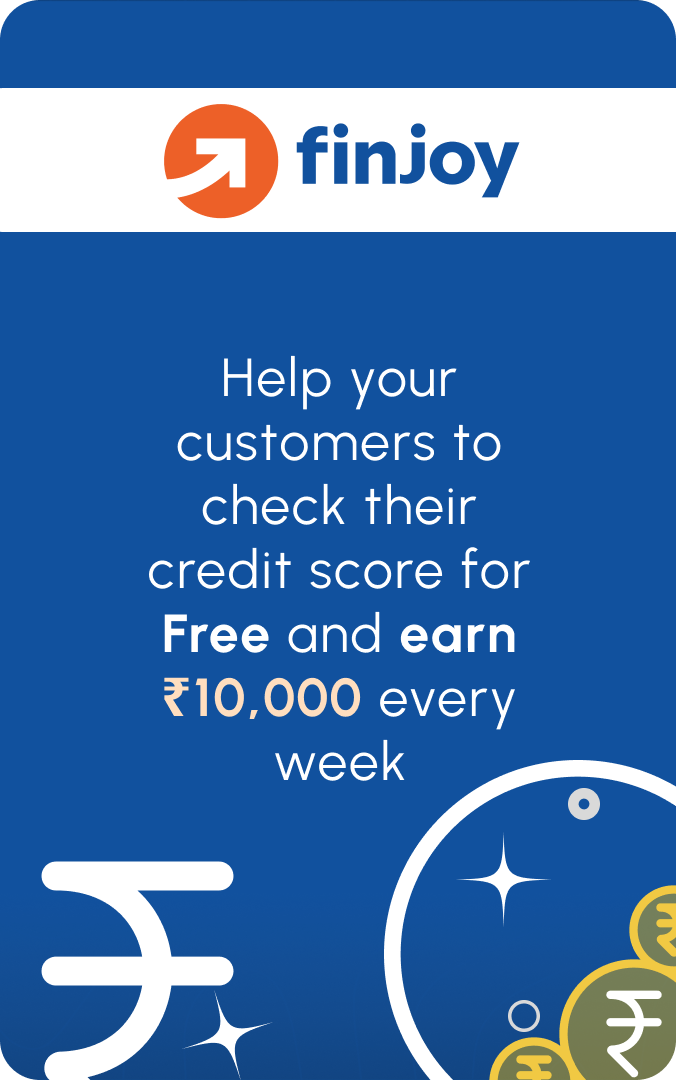 finjoy
Help your
customers to
check their
credit score for
Free and earn
₹10,000 every
week
₹
₹
₹
₹